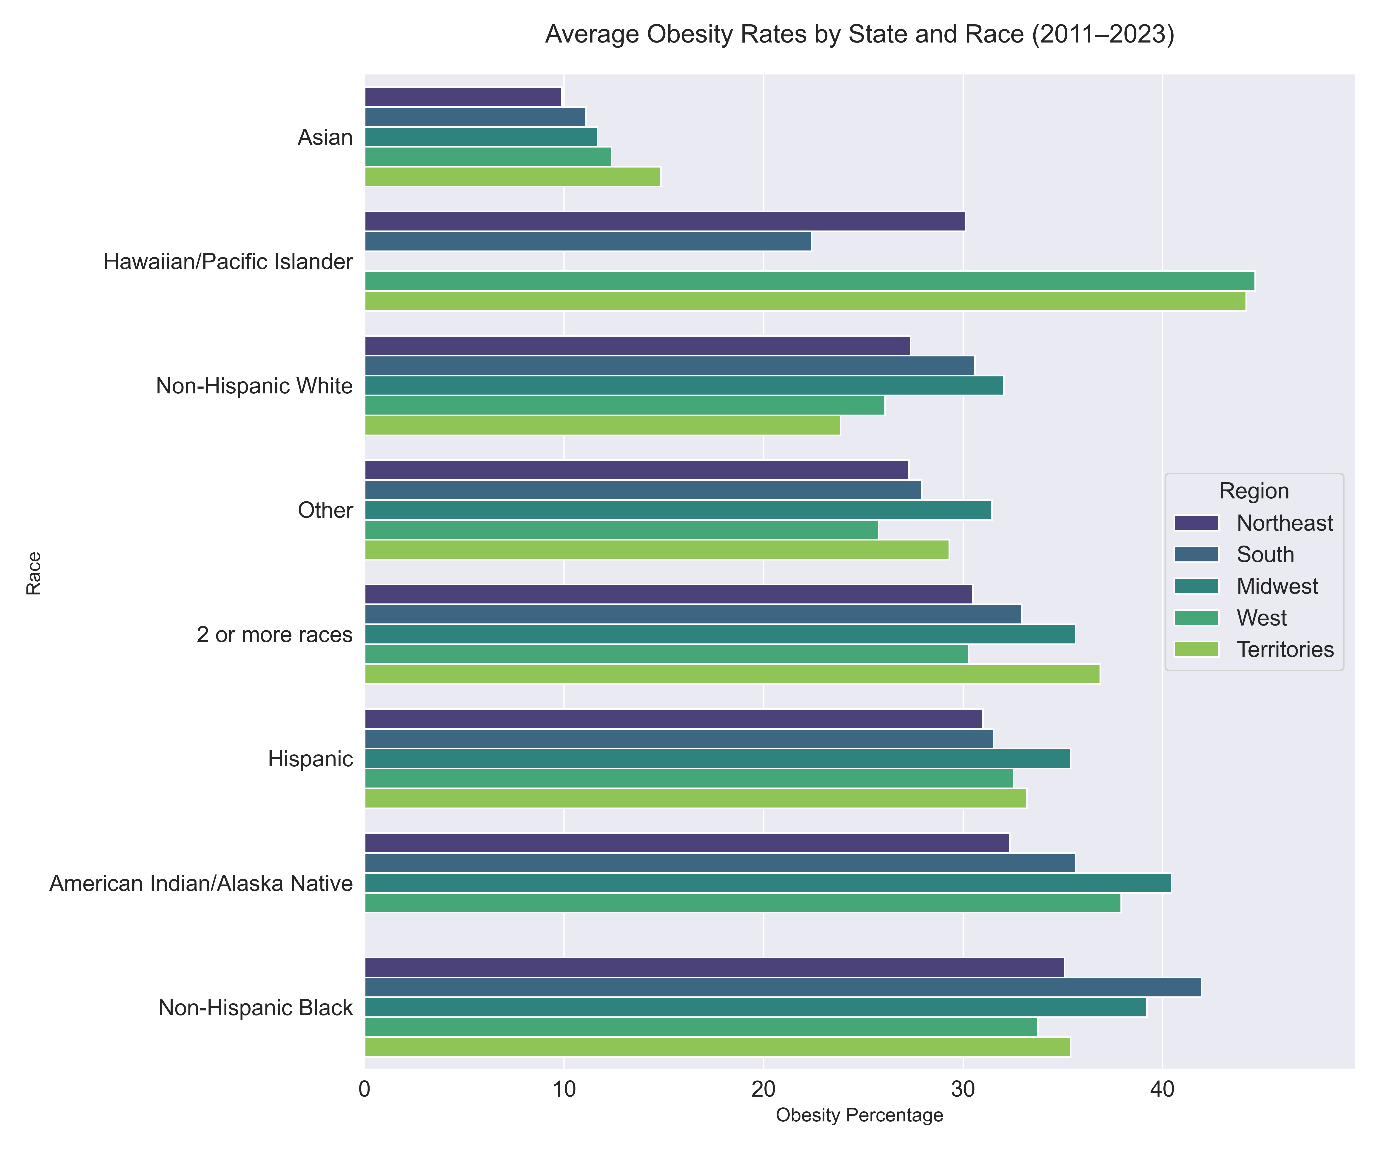 Average Obesity Rates by State and Race (2011–2023)
Asian
Hawaiian/Pacific Islander
Non-Hispanic White
Other
2 or more races
Hispanic
American Indian/Alaska Native
Non-Hispanic Black
Race
Region
Northeast
South
Midwest
West
Territories
0 10 20 30 40
Obesity Percentage